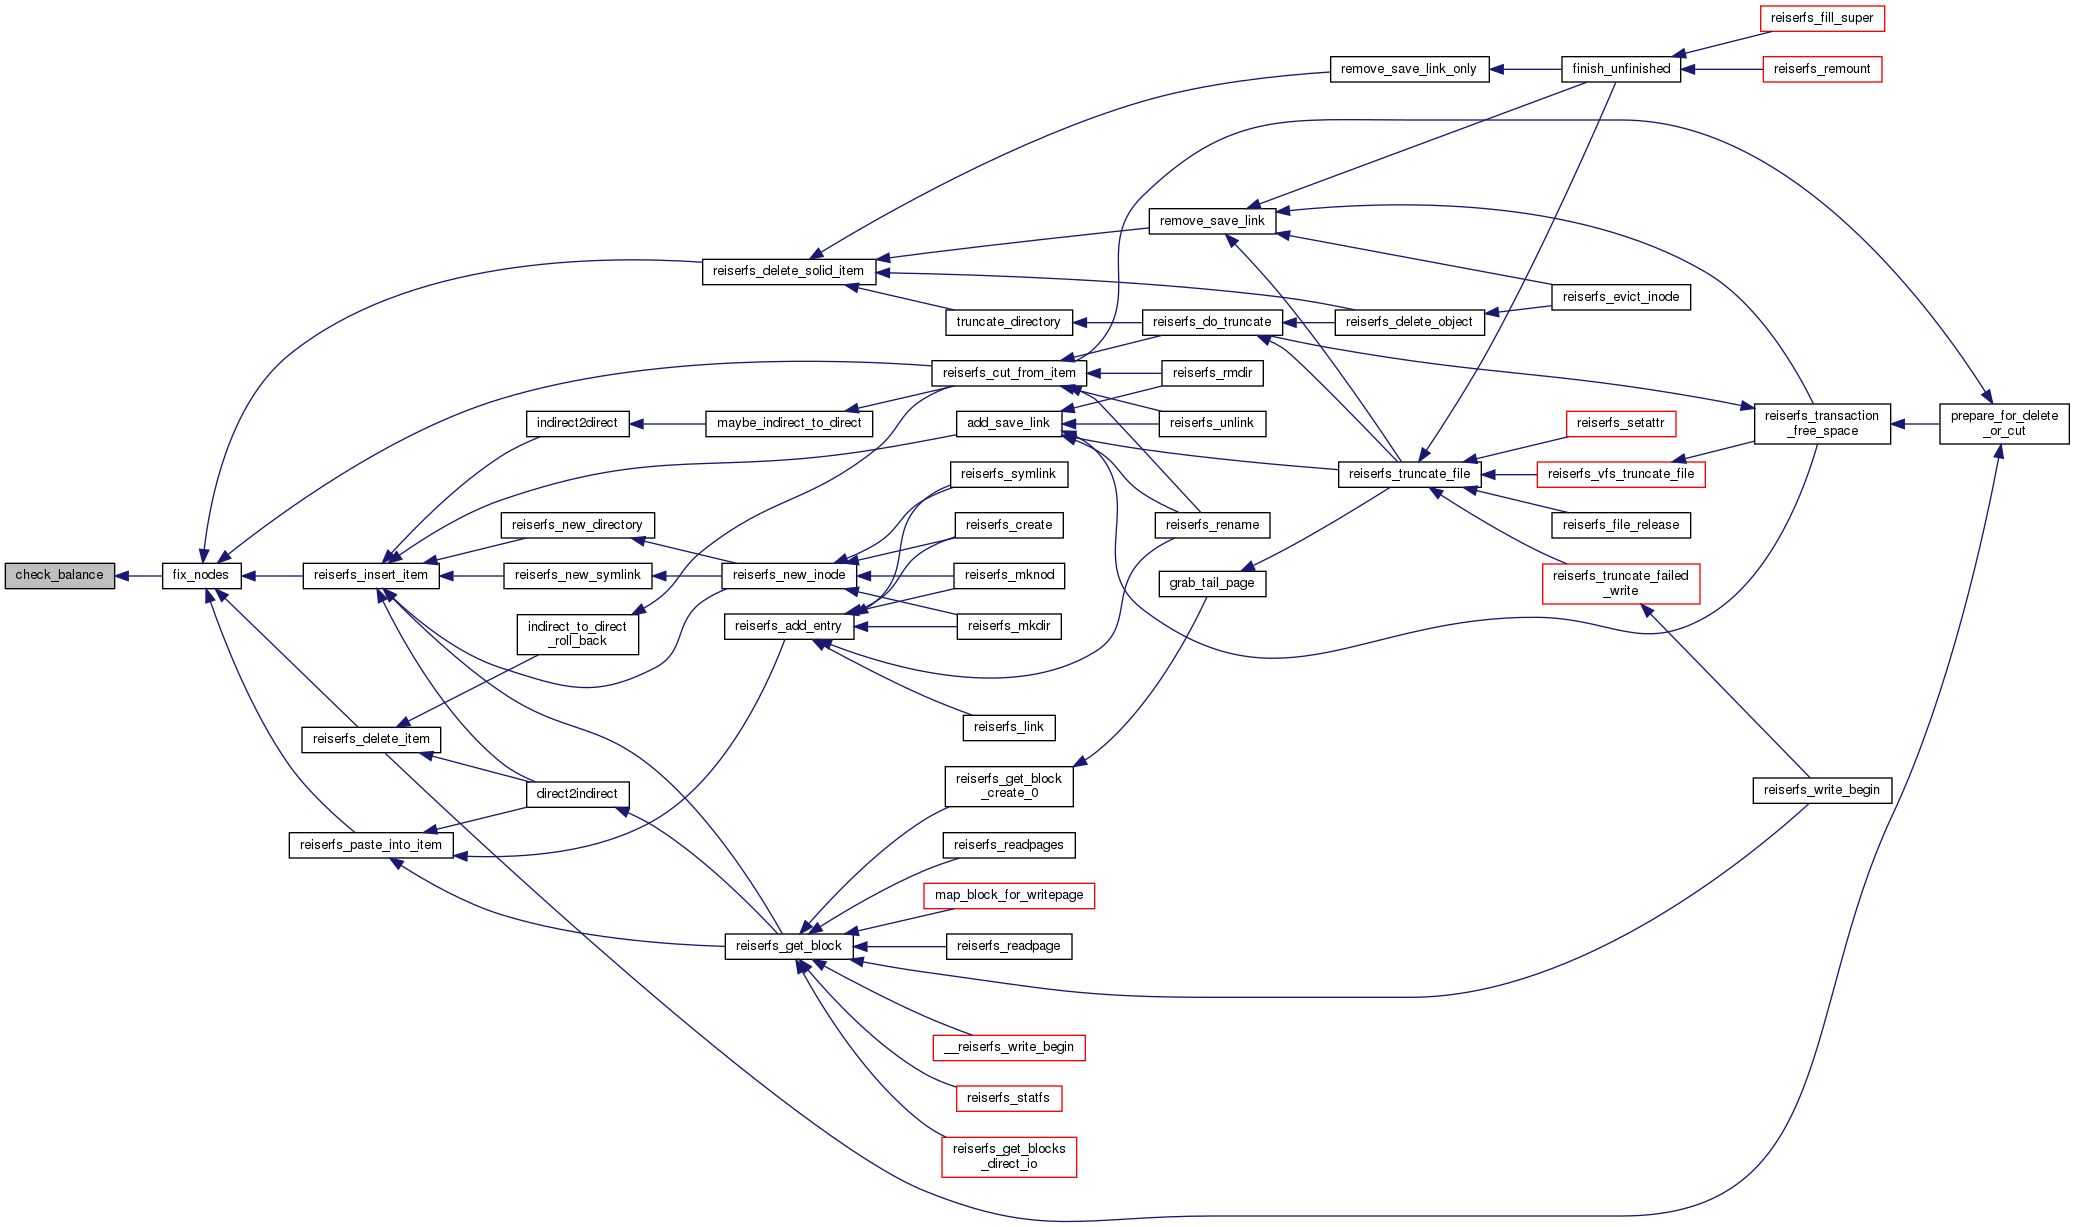 reiserfs_fill_super
remove_save_link_only
finish_unfinished
reiserfs_remount
remove_save_link
reiserfs_delete_solid_item
reiserfs_evict_inode
truncate_directory
reiserfs_do_truncate
reiserfs_delete_object
reiserfs_cut_from_item
reiserfs_rmdir
indirect2direct
maybe_indirect_to_direct
add_save_link
reiserfs_unlink
reiserfs_setattr
reiserfs_transaction
_free_space
prepare_for_delete
_or_cut
reiserfs_symlink
reiserfs_truncate_file
reiserfs_vfs_truncate_file
reiserfs_new_directory
reiserfs_create
reiserfs_rename
reiserfs_file_release
check_balance
fix_nodes
reiserfs_insert_item
reiserfs_new_symlink
reiserfs_new_inode
reiserfs_mknod
grab_tail_page
reiserfs_truncate_failed
_write
indirect_to_direct
_roll_back
reiserfs_add_entry
reiserfs_mkdir
reiserfs_link
reiserfs_delete_item
reiserfs_get_block
_create_0
direct2indirect
reiserfs_write_begin
reiserfs_paste_into_item
reiserfs_readpages
map_block_for_writepage
reiserfs_get_block
reiserfs_readpage
__reiserfs_write_begin
reiserfs_statfs
reiserfs_get_blocks
_direct_io